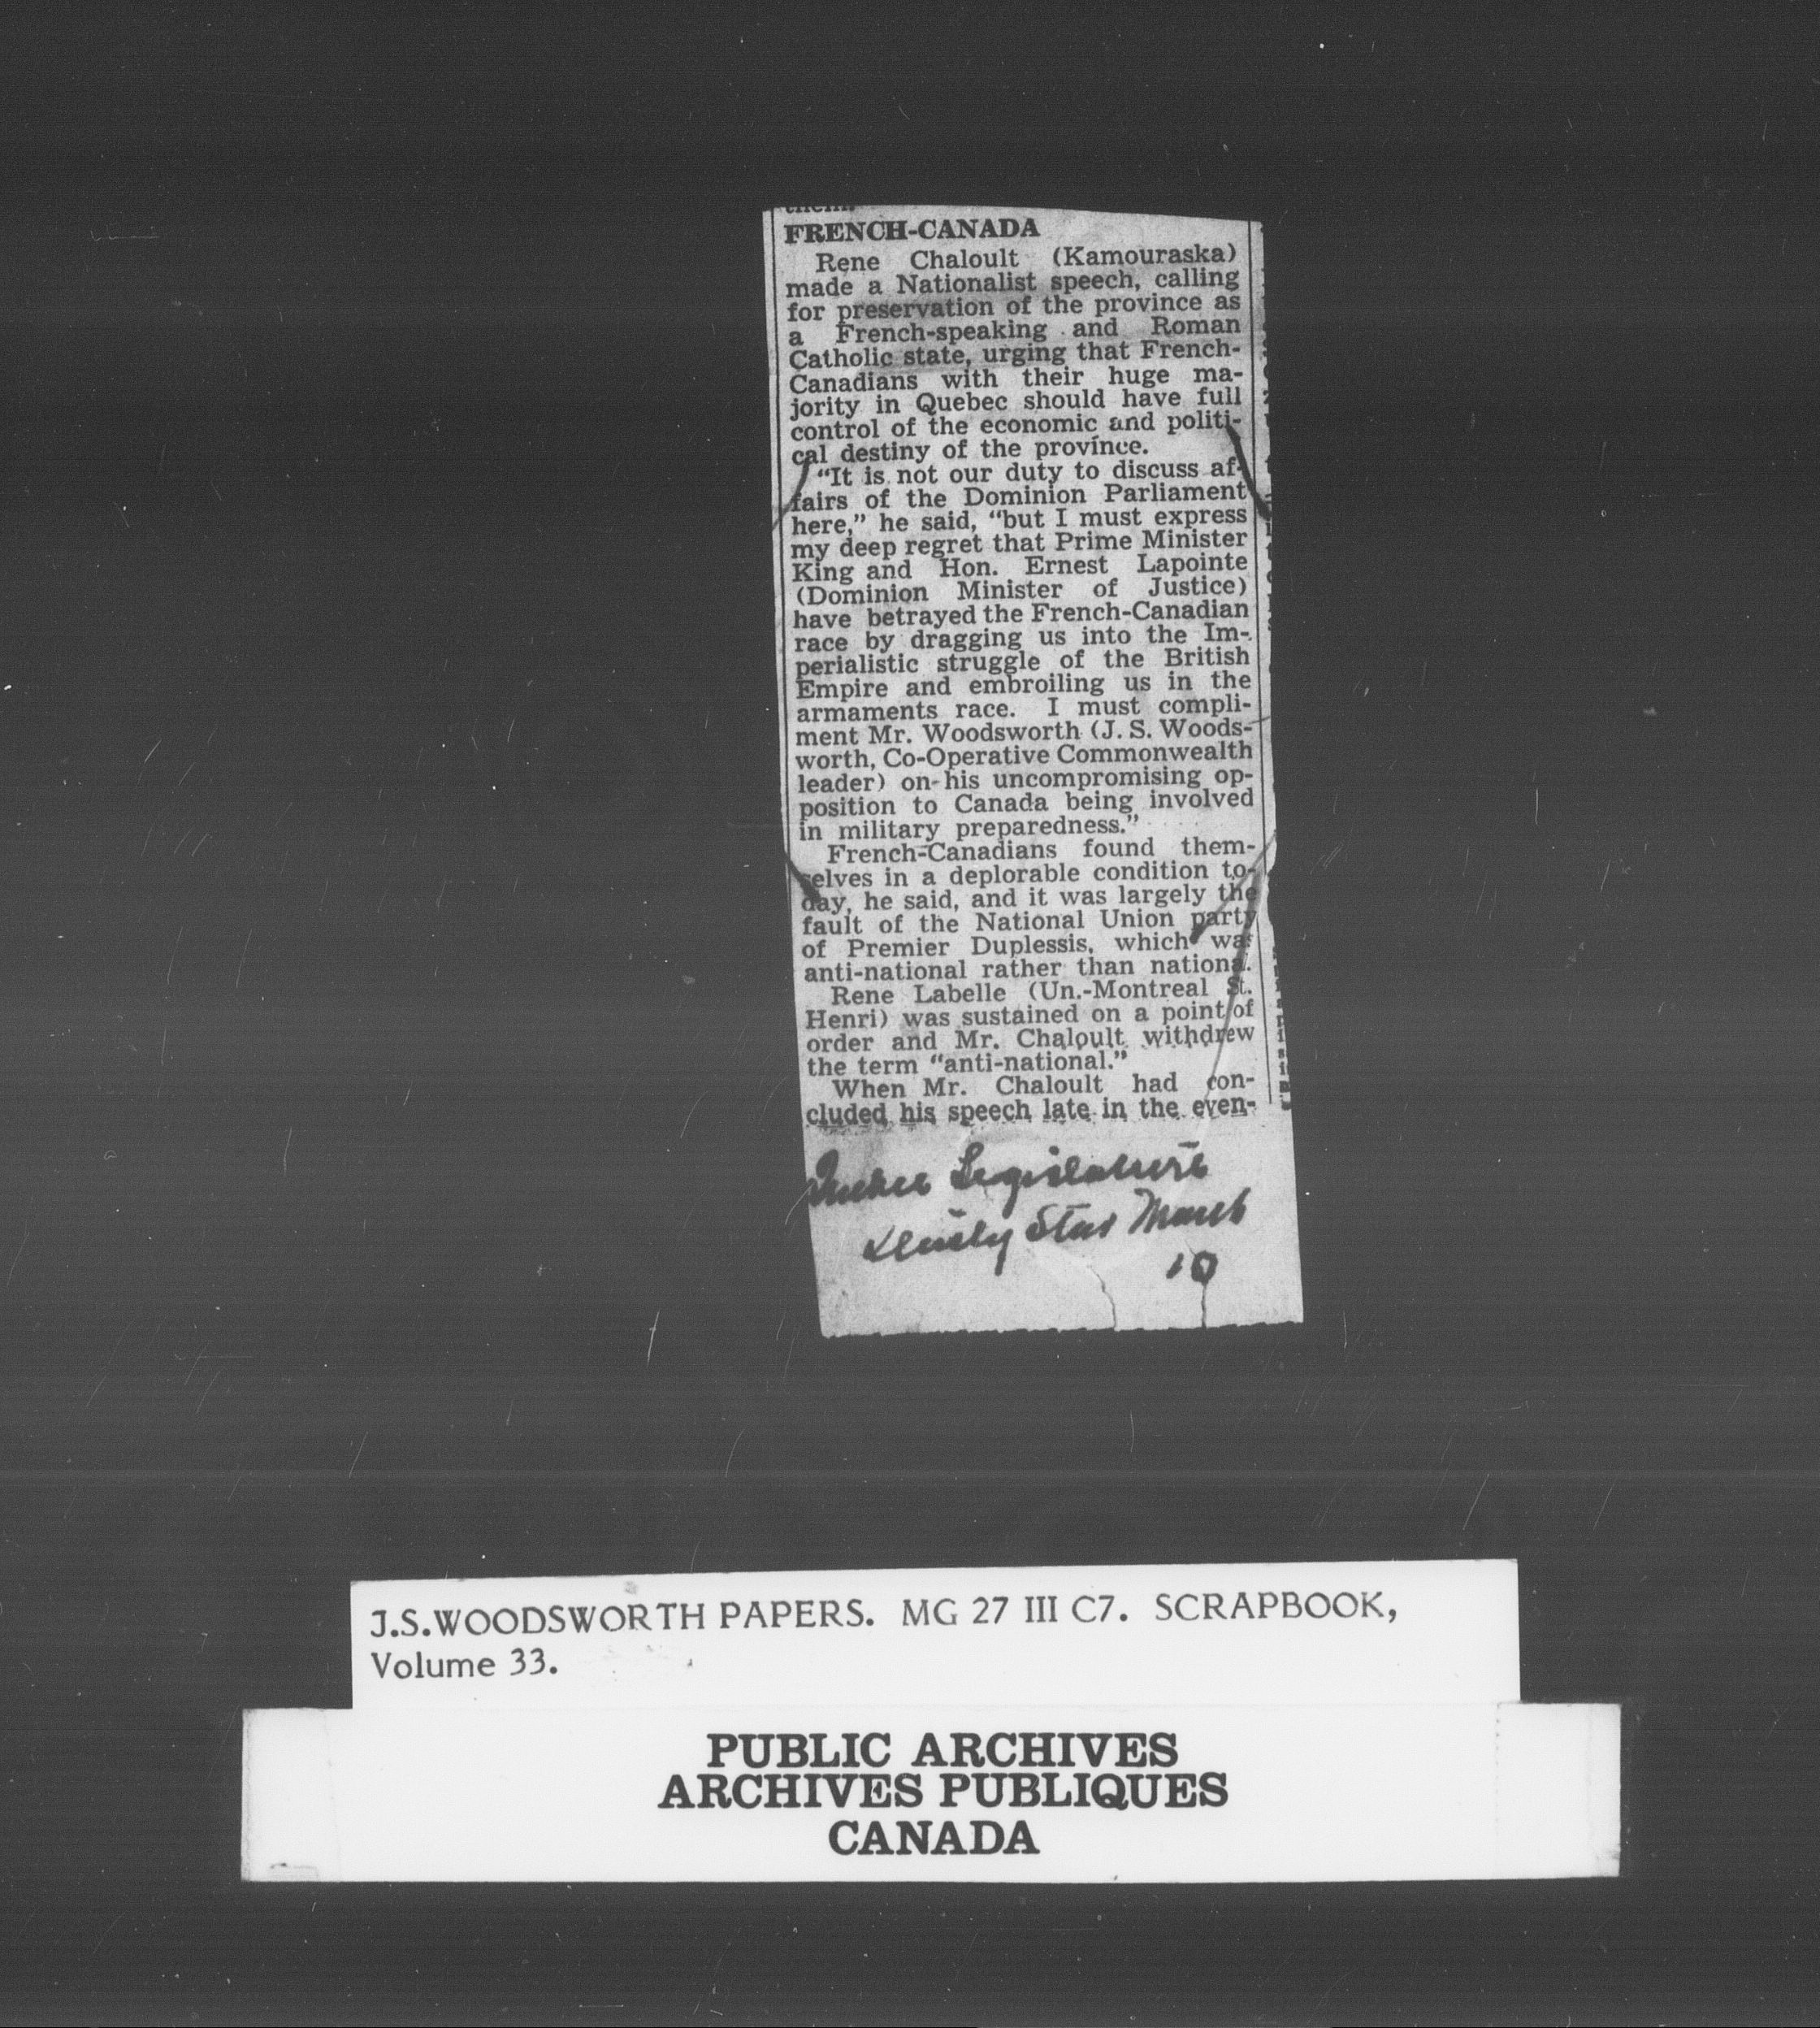 them.
FRENCH-CANADA
Rene Chaloult (Kamouraska)
made a Nationalist speech, calling
for preservation of the province as
a French-speaking and Roman
Catholic state, urging that French-
Canadians with their huge ma-
jority in Quebec should have full
control of the economic and politi-
cal destiny of the province.
"It is not our duty to discuss af-
fairs of the Dominion Parliament
here," he said, "but I must express
my deep regret that Prime Minister
King and Hon. Ernest Lapointe
(Dominion Minister of Justice)
have betrayed the French-Canadian
race by dragging us into the Im-
perialistic struggle of the British
Empire and embroiling us in the
armaments race. I must compli-
ment Mr. Woodsworth (J. S. Woods-
worth, Co-Operative Commonwealth
leader) on his uncompromising op-
position to Canada being involved
in military preparedness."
French-Canadians found them-
selves in a deplorable condition to-
day, he said, and it was largely the
fault of the National Union party
of Premier Duplessis, which was
anti-national rather than national.
Rene Labelle (Un.-Montreal St.
Henri) was sustained on a point of
order and Mr. Chaloult withdrew
the term "anti-national."
When Mr. Chaloult had con-
cluded his speech late in the even-
Quebec Legislature
Star March
10
J.S.WOODSWORTH PAPERS. MG 27 III C7. SCRAPBOOK,
Volume 33.
PUBLIC ARCHIVES
ARCHIVES PUBLIQUES
CANADA